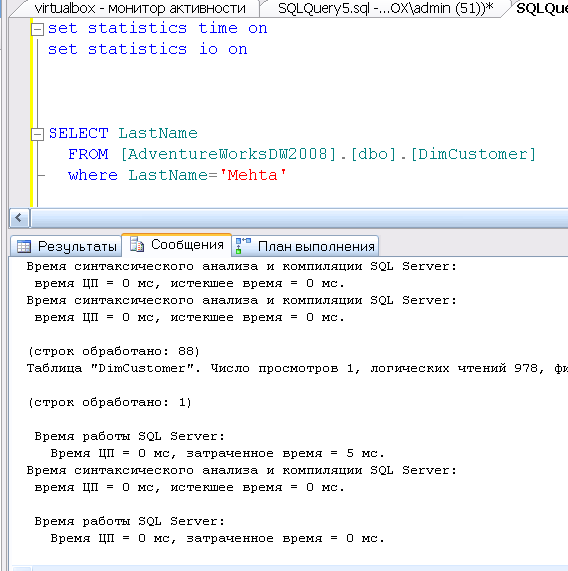 virtualbox - монитор активности
SQLQuery5.sql -...OX\admin (51))*
SQLQue
set statistics time on
set statistics io on
SELECT LastName
FROM [AdventureWorksDW2008].[dbo].[DimCustomer]
where LastName='Mehta'
Результаты
Сообщения
План выполнения
Время синтаксического анализа и компиляции SQL Server:
время ЦП = 0 мс, истекшее время = 0 мс.
Время синтаксического анализа и компиляции SQL Server:
время ЦП = 0 мс, истекшее время = 0 мс.
(строк обработано: 88)
Таблица "DimCustomer". Число просмотров 1, логических чтений 978, фи
(строк обработано: 1)
Время работы SQL Server:
Время ЦП = 0 мс, затраченное время = 5 мс.
Время синтаксического анализа и компиляции SQL Server:
время ЦП = 0 мс, истекшее время = 0 мс.
Время работы SQL Server:
Время ЦП = 0 мс, затраченное время = 0 мс.